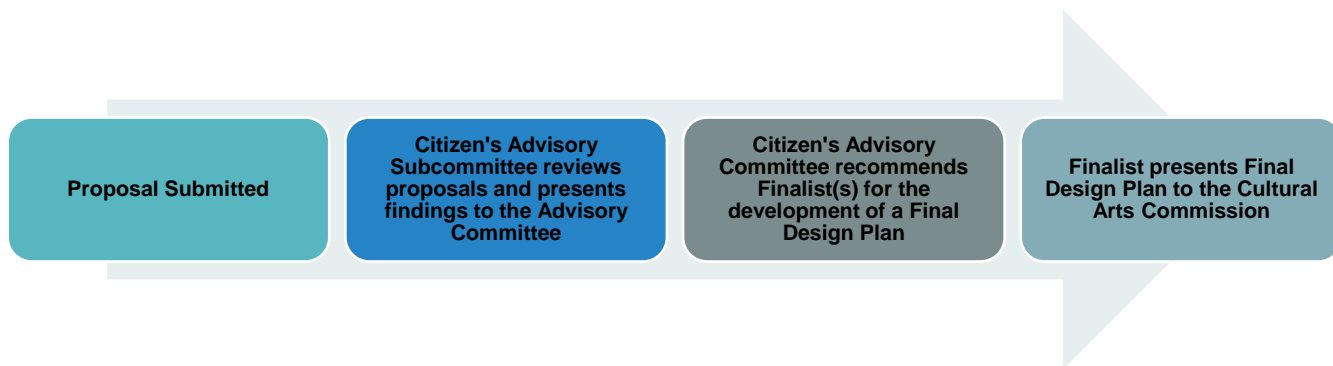 Proposal Submitted
Citizen's Advisory
Subcommittee reviews
proposals and presents
findings to the Advisory
Committee
Citizen's Advisory
Committee recommends
Finalist(s) for the
development of a Final
Design Plan
Finalist presents Final
Design Plan to the Cultural
Arts Commission